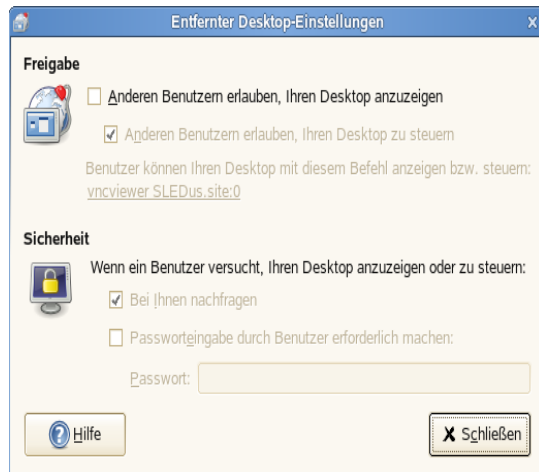 Entfernter Desktop-Einstellungen
Freigabe
Anderen Benutzern erlauben, Ihren Desktop anzuzeigen
Anderen Benutzern erlauben, Ihren Desktop zu steuern
Benutzer können Ihren Desktop mit diesem Befehl anzeigen bzw. steuern:
vncviewer SLEDus.site:0
Sicherheit
Wenn ein Benutzer versucht, Ihren Desktop anzuzeigen oder zu steuern:
Bei Ihnen nachfragen
Passworteingabe durch Benutzer erforderlich machen:
Passwort:
Hilfe
Schließen